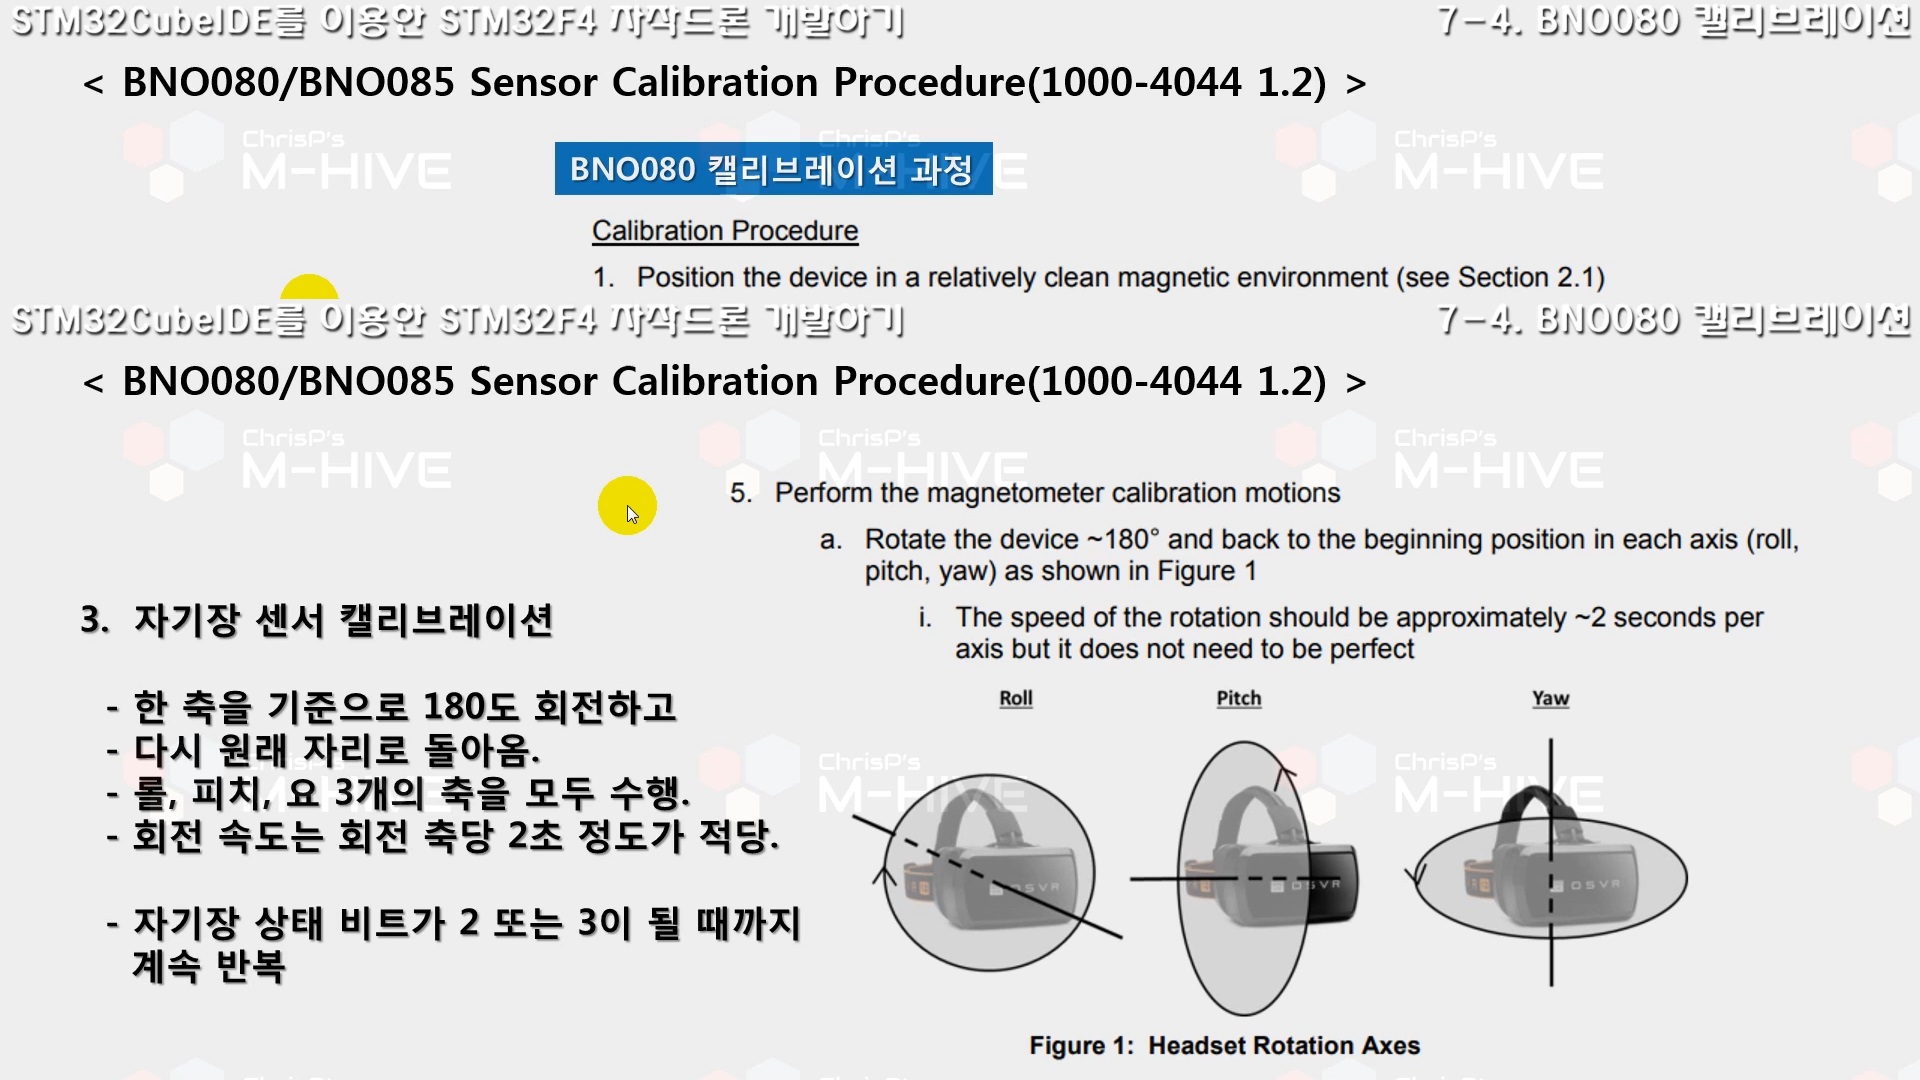 STM32CubeIDE를 이용한 STM32F4 자작드론 개발하기
7-4. BNO080 캘리브레이션
< BNO080/BNO085 Sensor Calibration Procedure(1000-4044 1.2) >
ChrisP's
M-HIVE
ChrisP's
M-HIVE
ChrisP's
M-HIVE
BNO080 캘리브레이션 과정
Calibration Procedure
1. Position the device in a relatively clean magnetic environment (see Section 2.1)
STM32CubeIDE를 이용한 STM32F4 자작드론 개발하기
7-4. BNO080 캘리브레이션
< BNO080/BNO085 Sensor Calibration Procedure(1000-4044 1.2) >
ChrisP's
M-HIVE
ChrisP's
M-HIVE
ChrisP's
M-HIVE
5. Perform the magnetometer calibration motions
a. Rotate the device ~180° and back to the beginning position in each axis (roll,
pitch, yaw) as shown in Figure 1
i. The speed of the rotation should be approximately ~2 seconds per
axis but it does not need to be perfect
3. 자기장 센서 캘리브레이션
- 한 축을 기준으로 180도 회전하고
- 다시 원래 자리로 돌아옴.
- 롤, 피치, 요 3개의 축을 모두 수행.
- 회전 속도는 회전 축당 2초 정도가 적당.
- 자기장 상태 비트가 2 또는 3이 될 때까지
계속 반복
Roll
Pitch
Yaw
ChrisP's
M-HIVE
ChrisP's
M-HIVE
OSVR
OSVR
OSVR
Figure 1: Headset Rotation Axes